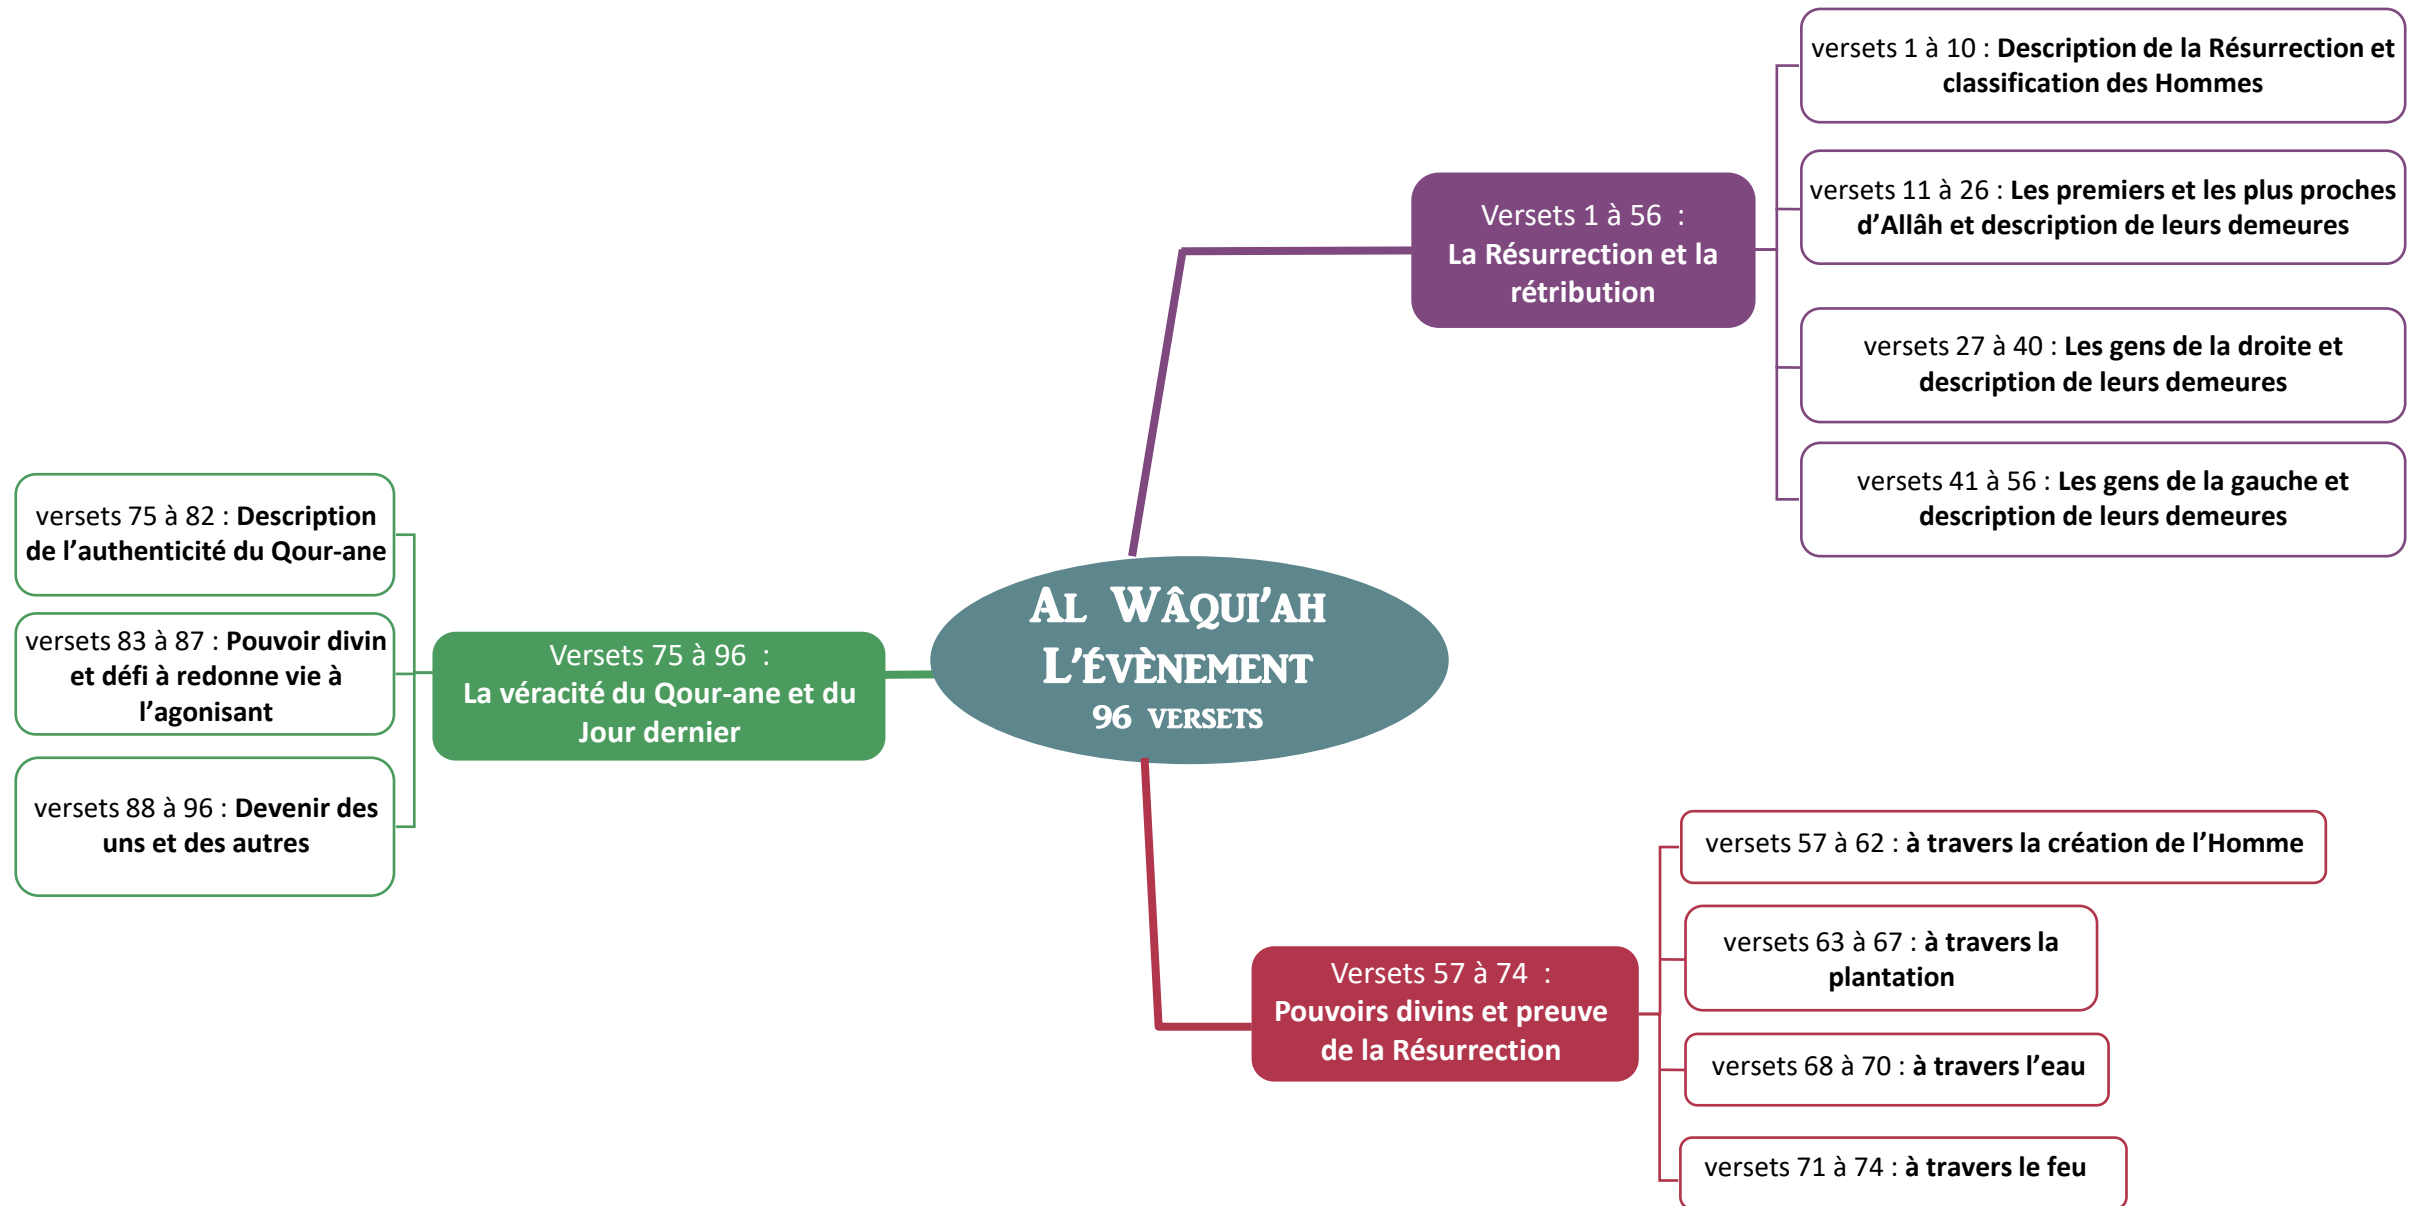 AL WÂQUI’AH
L’ÉVÈNEMENT
96 VERSETS
Versets 1 à 56 :
La Résurrection et la
rétribution
versets 1 à 10 : Description de la Résurrection et
classification des Hommes
versets 11 à 26 : Les premiers et les plus proches
d’Allâh et description de leurs demeures
versets 27 à 40 : Les gens de la droite et
description de leurs demeures
versets 41 à 56 : Les gens de la gauche et
description de leurs demeures
Versets 57 à 74 :
Pouvoirs divins et preuve
de la Résurrection
versets 57 à 62 : à travers la création de l’Homme
versets 63 à 67 : à travers la
plantation
versets 68 à 70 : à travers l’eau
versets 71 à 74 : à travers le feu
Versets 75 à 96 :
La véracité du Qour-ane et du
Jour dernier
versets 75 à 82 : Description
de l’authenticité du Qour-ane
versets 83 à 87 : Pouvoir divin
et défi à redonne vie à
l’agonisant
versets 88 à 96 : Devenir des
uns et des autres